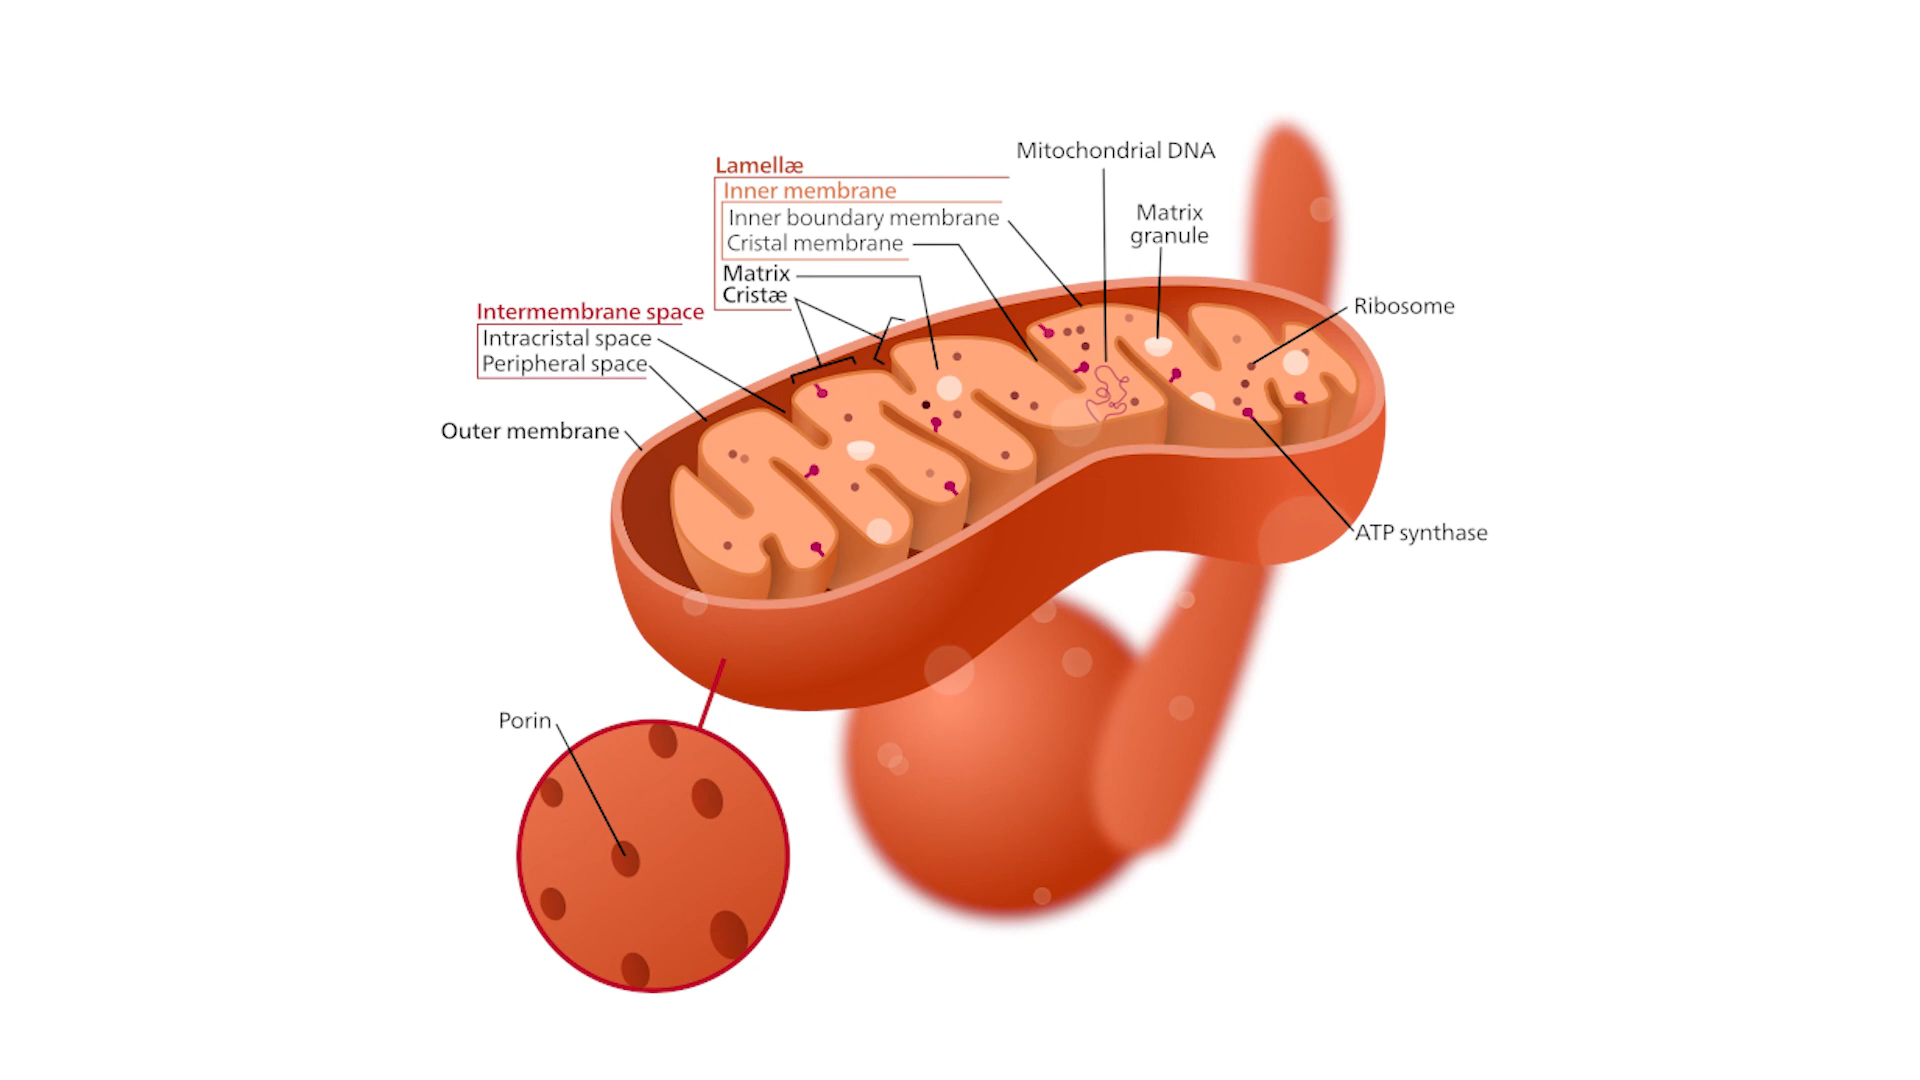 Mitochondrial DNA
Lamellæ
Inner membrane
Inner boundary membrane
Cristal membrane
Matrix
Cristæ
Matrix
granule
Intermembrane space
Intracristal space
Peripheral space
Ribosome
Outer membrane
ATP synthase
Porin